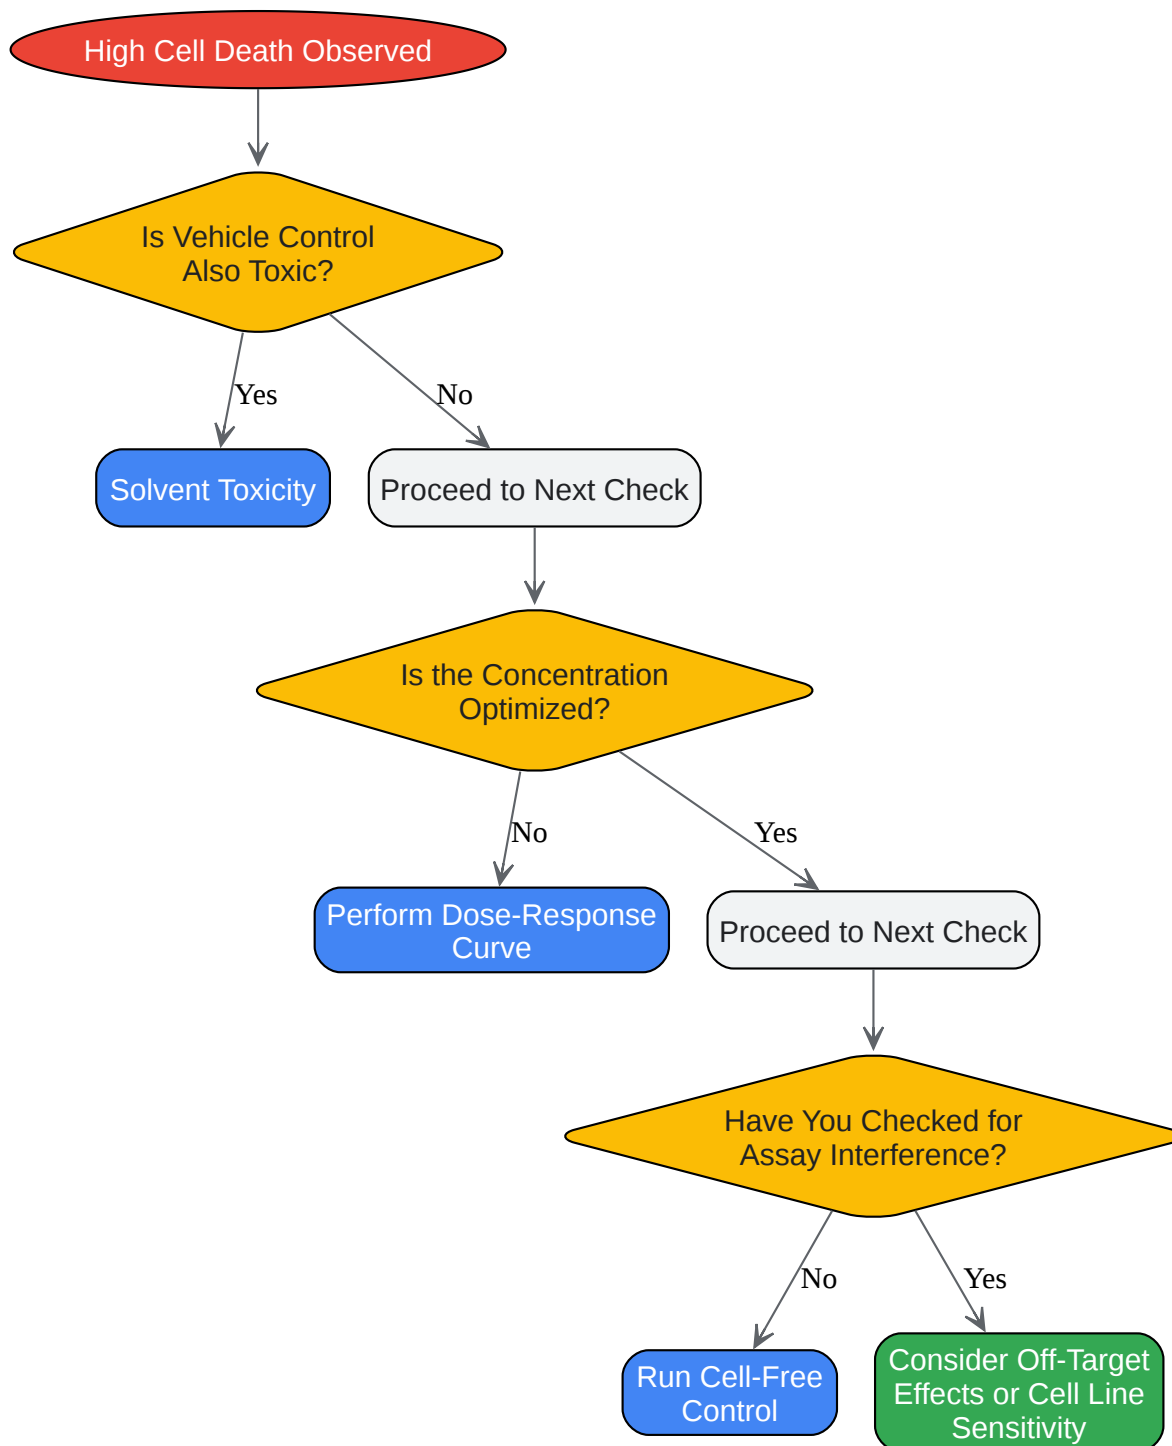 High Cell Death Observed
Is Vehicle Control
Also Toxic?
Yes
No
Solvent Toxicity
Proceed to Next Check
Is the Concentration
Optimized?
No
Yes
Perform Dose-Response
Curve
Proceed to Next Check
Have You Checked for
Assay Interference?
No
Yes
Run Cell-Free
Control
Consider Off-Target
Effects or Cell Line
Sensitivity